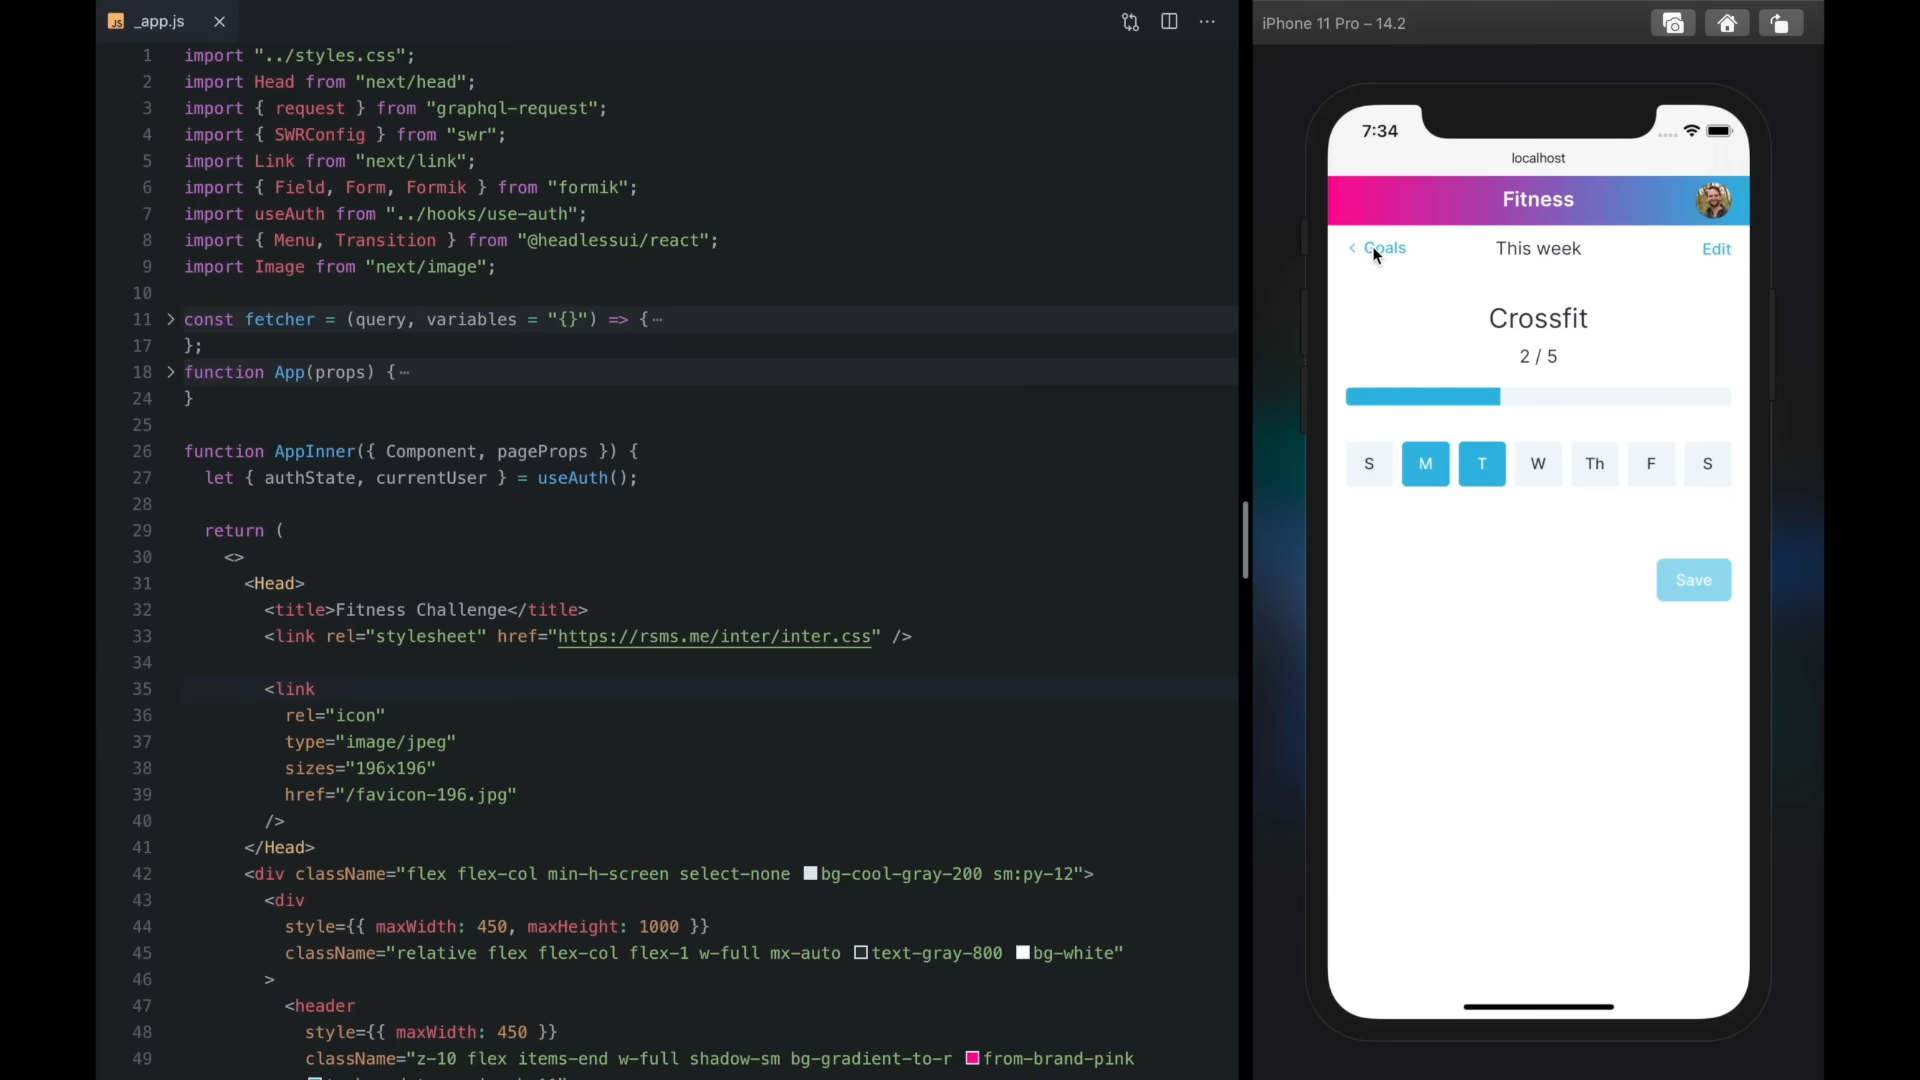 _app.js
1 import "../styles.css";
2 import Head from "next/head";
3 import { request } from "graphql-request";
4 import { SWRConfig } from "swr";
5 import Link from "next/link";
6 import { Field, Form, Formik } from "formik";
7 import useAuth from "../hooks/use-auth";
8 import { Menu, Transition } from "@headlessui/react";
9 import Image from "next/image";
10
11 const fetcher = (query, variables = "{}") => {⋯
17 };
18 function App(props) {⋯
24 }
25
26 function AppInner({ Component, pageProps }) {
27 let { authState, currentUser } = useAuth();
28
29 return (
30 <>
31 <Head>
32 <title>Fitness Challenge</title>
33 <link rel="stylesheet" href="https://rsms.me/inter/inter.css" />
34
35 <link
36 rel="icon"
37 type="image/jpeg"
38 sizes="196x196"
39 href="/favicon-196.jpg"
40 />
41 </Head>
42 <div className="flex flex-col min-h-screen select-none bg-cool-gray-200 sm:py-12">
43 <div
44 style={{ maxWidth: 450, maxHeight: 1000 }}
45 className="relative flex flex-col flex-1 w-full mx-auto text-gray-800 bg-white"
46 >
47 <header
48 style={{ maxWidth: 450 }}
49 className="z-10 flex items-end w-full shadow-sm bg-gradient-to-r from-brand-pink
iPhone 11 Pro – 14.2
7:34
localhost
Fitness
< Goals This week Edit
Crossfit
2 / 5
S M T W Th F S
Save